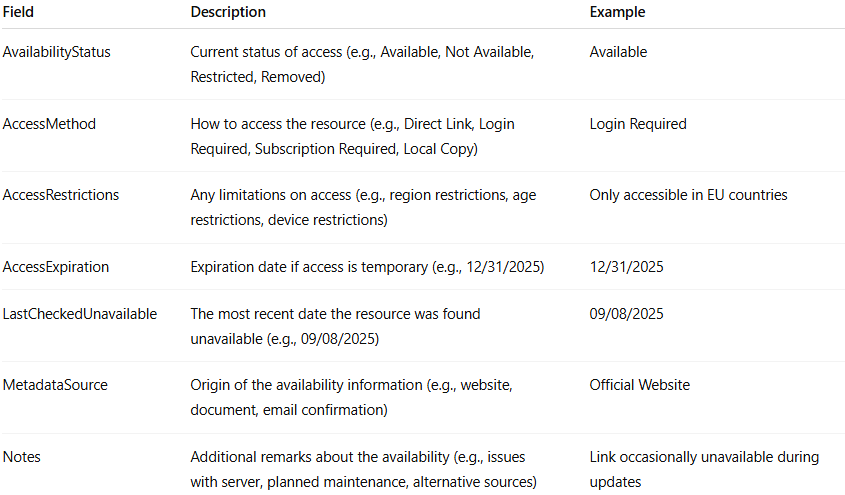 Field Description Example
AvailabilityStatus Current status of access (e.g., Available, Not Available, Available
Restricted, Removed)
AccessMethod How to access the resource (e.g., Direct Link, Login Login Required
Required, Subscription Required, Local Copy)
AccessRestrictions Any limitations on access (e.g., region restrictions, age Only accessible in EU countries
restrictions, device restrictions)
AccessExpiration Expiration date if access is temporary (e.g., 12/31/2025) 12/31/2025
LastCheckedUnavailable The most recent date the resource was found 09/08/2025
unavailable (e.g., 09/08/2025)
MetadataSource Origin of the availability information (e.g., website, Official Website
document, email confirmation)
Notes Additional remarks about the availability (e.g., issues Link occasionally unavailable during
with server, planned maintenance, alternative sources) updates